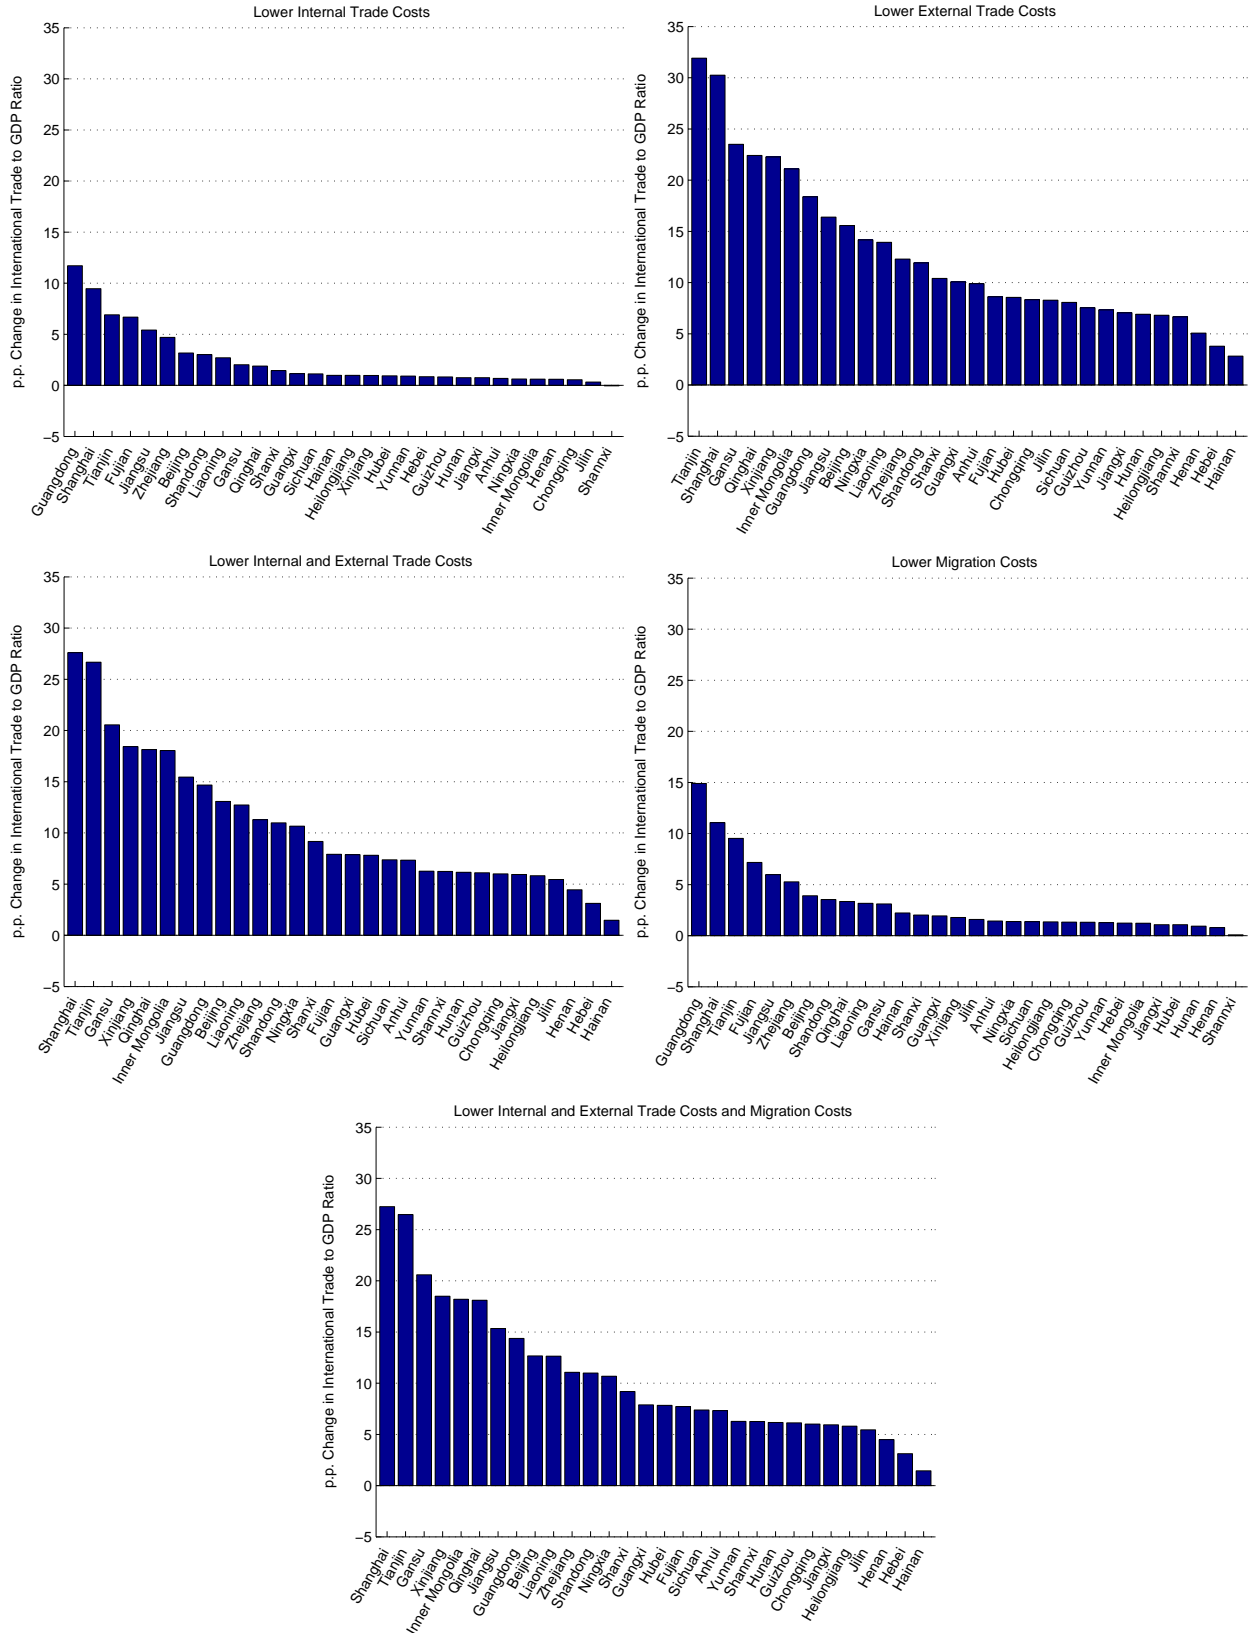 Lower Internal Trade Costs
p.p. Change in International Trade to GDP Ratio
35
30
25
20
15
10
5
0
−5
Guangdong
Shanghai
Tianjin
Fujian
Jiangsu
Zhejiang
Beijing
Shandong
Liaoning
Gansu
Qinghai
Shanxi
Guangxi
Sichuan
Hainan
Heilongjiang
Xinjiang
Hubei
Yunnan
Hebei
Guizhou
Hunan
Jiangxi
Anhui
Ningxia
Inner Mongolia
Henan
Chongqing
Jilin
Shannxi
Lower External Trade Costs
p.p. Change in International Trade to GDP Ratio
35
30
25
20
15
10
5
0
−5
Tianjin
Shanghai
Gansu
Qinghai
Xinjiang
Inner Mongolia
Guangdong
Jiangsu
Beijing
Ningxia
Liaoning
Zhejiang
Shandong
Shanxi
Guangxi
Anhui
Fujian
Hubei
Chongqing
Jilin
Sichuan
Guizhou
Yunnan
Jiangxi
Hunan
Heilongjiang
Shannxi
Henan
Hebei
Hainan
Lower Internal and External Trade Costs
p.p. Change in International Trade to GDP Ratio
35
30
25
20
15
10
5
0
−5
Shanghai
Tianjin
Gansu
Xinjiang
Qinghai
Inner Mongolia
Jiangsu
Guangdong
Beijing
Liaoning
Zhejiang
Shandong
Ningxia
Shanxi
Fujian
Guangxi
Hubei
Sichuan
Anhui
Yunnan
Shannxi
Hunan
Guizhou
Chongqing
Jiangxi
Heilongjiang
Jilin
Henan
Hebei
Hainan
Lower Migration Costs
p.p. Change in International Trade to GDP Ratio
35
30
25
20
15
10
5
0
−5
Guangdong
Shanghai
Tianjin
Fujian
Jiangsu
Zhejiang
Beijing
Shandong
Qinghai
Liaoning
Gansu
Hainan
Shanxi
Guangxi
Xinjiang
Jilin
Anhui
Ningxia
Sichuan
Heilongjiang
Chongqing
Guizhou
Yunnan
Hebei
Inner Mongolia
Jiangxi
Hubei
Hunan
Henan
Shannxi
Lower Internal and External Trade Costs and Migration Costs
p.p. Change in International Trade to GDP Ratio
35
30
25
20
15
10
5
0
−5
Shanghai
Tianjin
Gansu
Xinjiang
Inner Mongolia
Qinghai
Jiangsu
Guangdong
Beijing
Liaoning
Zhejiang
Shandong
Ningxia
Shanxi
Guangxi
Hubei
Fujian
Sichuan
Anhui
Yunnan
Shannxi
Hunan
Guizhou
Chongqing
Jiangxi
Heilongjiang
Jilin
Henan
Hebei
Hainan